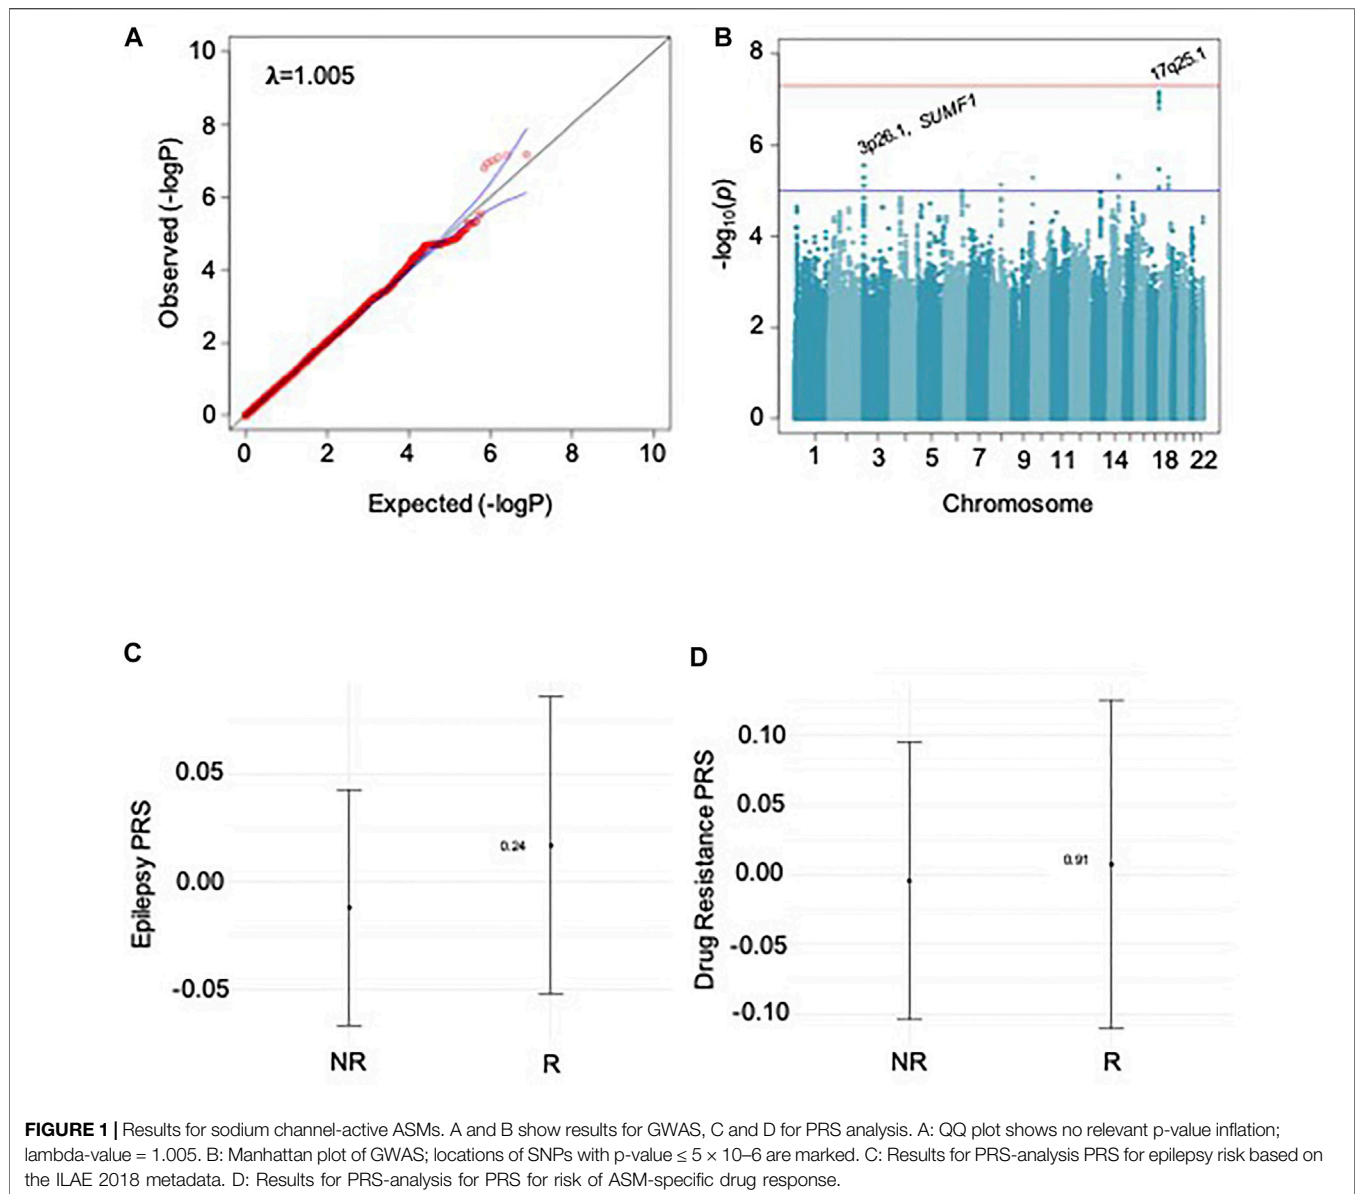 A
λ=1.005
10
8
6
4
2
0
Observed (-logP)
0 2 4 6 8 10
Expected (-logP)
B
17q25.1
3p26.1, SUMF1
8
6
4
2
0
-log10(p)
1 3 5 7 9 11 14 18 22
Chromosome
C
0.05
0.00
-0.05
Epilepsy PRS
0.24
NR R
D
0.10
0.05
0.00
-0.05
-0.10
Drug Resistance PRS
0.91
NR R
FIGURE 1 | Results for sodium channel-active ASMs. A and B show results for GWAS, C and D for PRS analysis. A: QQ plot shows no relevant p-value inflation;
lambda-value = 1.005. B: Manhattan plot of GWAS; locations of SNPs with p-value ≤ 5 × 10–6 are marked. C: Results for PRS-analysis PRS for epilepsy risk based on
the ILAE 2018 metadata. D: Results for PRS-analysis for PRS for risk of ASM-specific drug response.